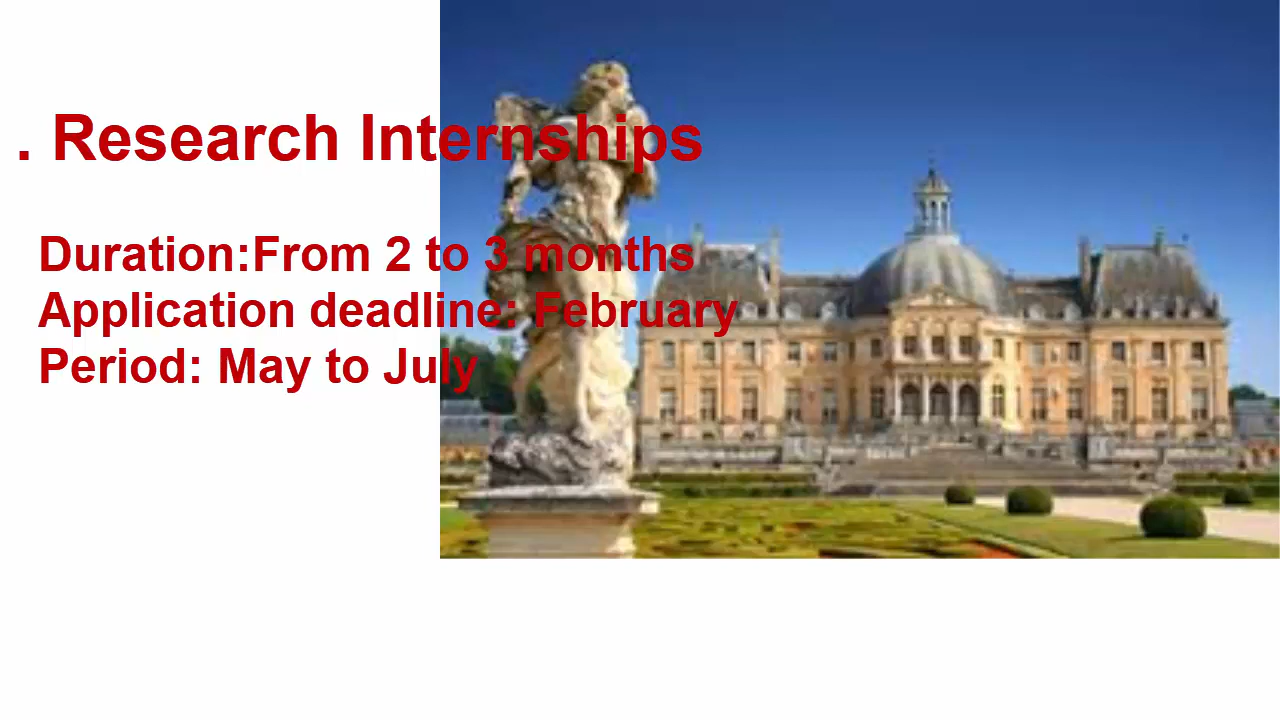 . Research Internships
Duration:From 2 to 3 months
Application deadline: February
Period: May to July